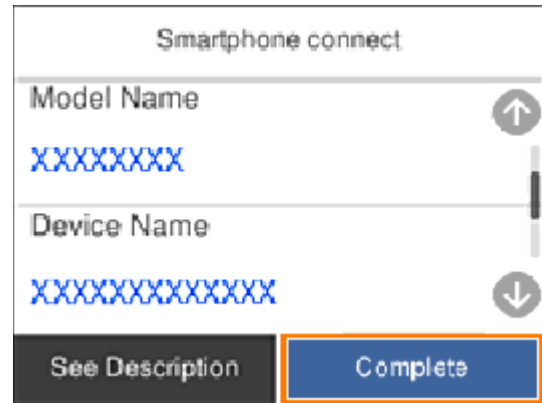 Smartphone connect
Model Name
XXXXXXXX
Device Name
XXXXXXXXXXXXX
See Description
Complete